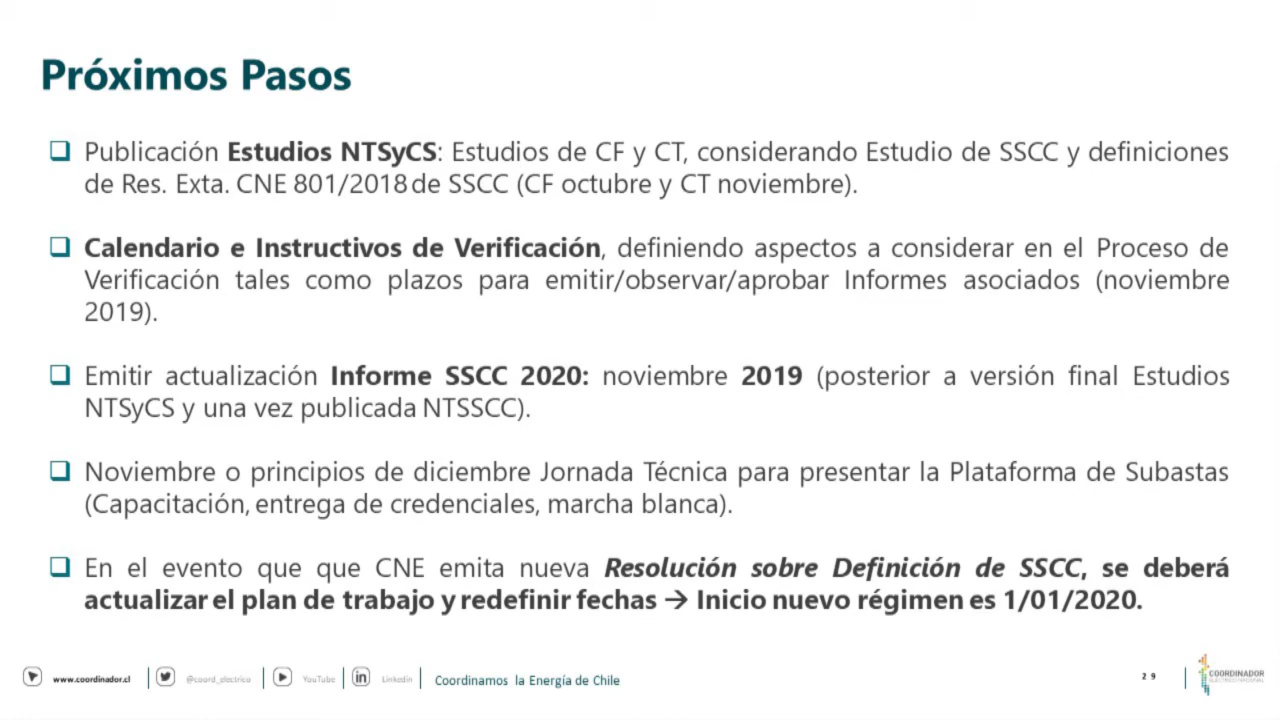 Próximos Pasos
❑ Publicación Estudios NTSyCS: Estudios de CF y CT, considerando Estudio de SSCC y definiciones
de Res. Exta. CNE 801/2018 de SSCC (CF octubre y CT noviembre).
❑ Calendario e Instructivos de Verificación, definiendo aspectos a considerar en el Proceso de
Verificación tales como plazos para emitir/observar/aprobar Informes asociados (noviembre
2019).
❑ Emitir actualización Informe SSCC 2020: noviembre 2019 (posterior a versión final Estudios
NTSyCS y una vez publicada NTSSCC).
❑ Noviembre o principios de diciembre Jornada Técnica para presentar la Plataforma de Subastas
(Capacitación, entrega de credenciales, marcha blanca).
❑ En el evento que que CNE emita nueva Resolución sobre Definición de SSCC, se deberá
actualizar el plan de trabajo y redefinir fechas → Inicio nuevo régimen es 1/01/2020.
www.coordinador.cl | @coord_electrico | YouTube | Linkedin | Coordinamos la Energía de Chile
29
COORDINADOR
ELÉCTRICO NACIONAL